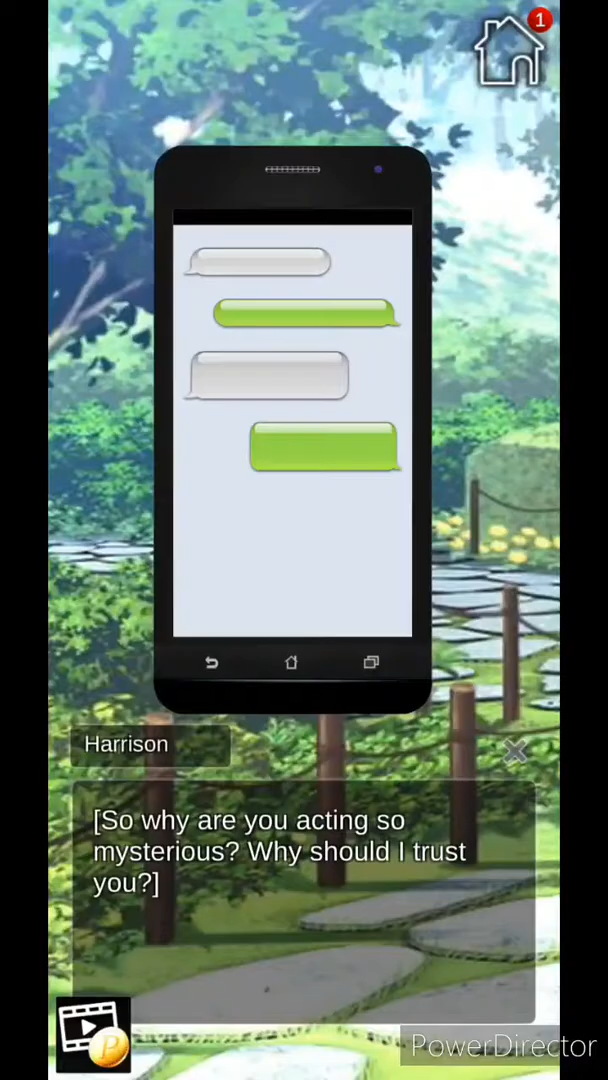 1
Harrison
[So why are you acting so
mysterious? Why should I trust
you?]
P
PowerDirector